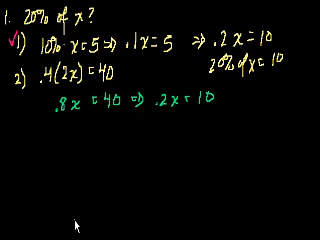 1. 20% of x?
1) 10% · x = 5 ⇒ .1x = 5 ⇒ .2x = 10
20% of x = 10
2) .4(2x) = 40
.8x = 40 ⇒ .2x = 10